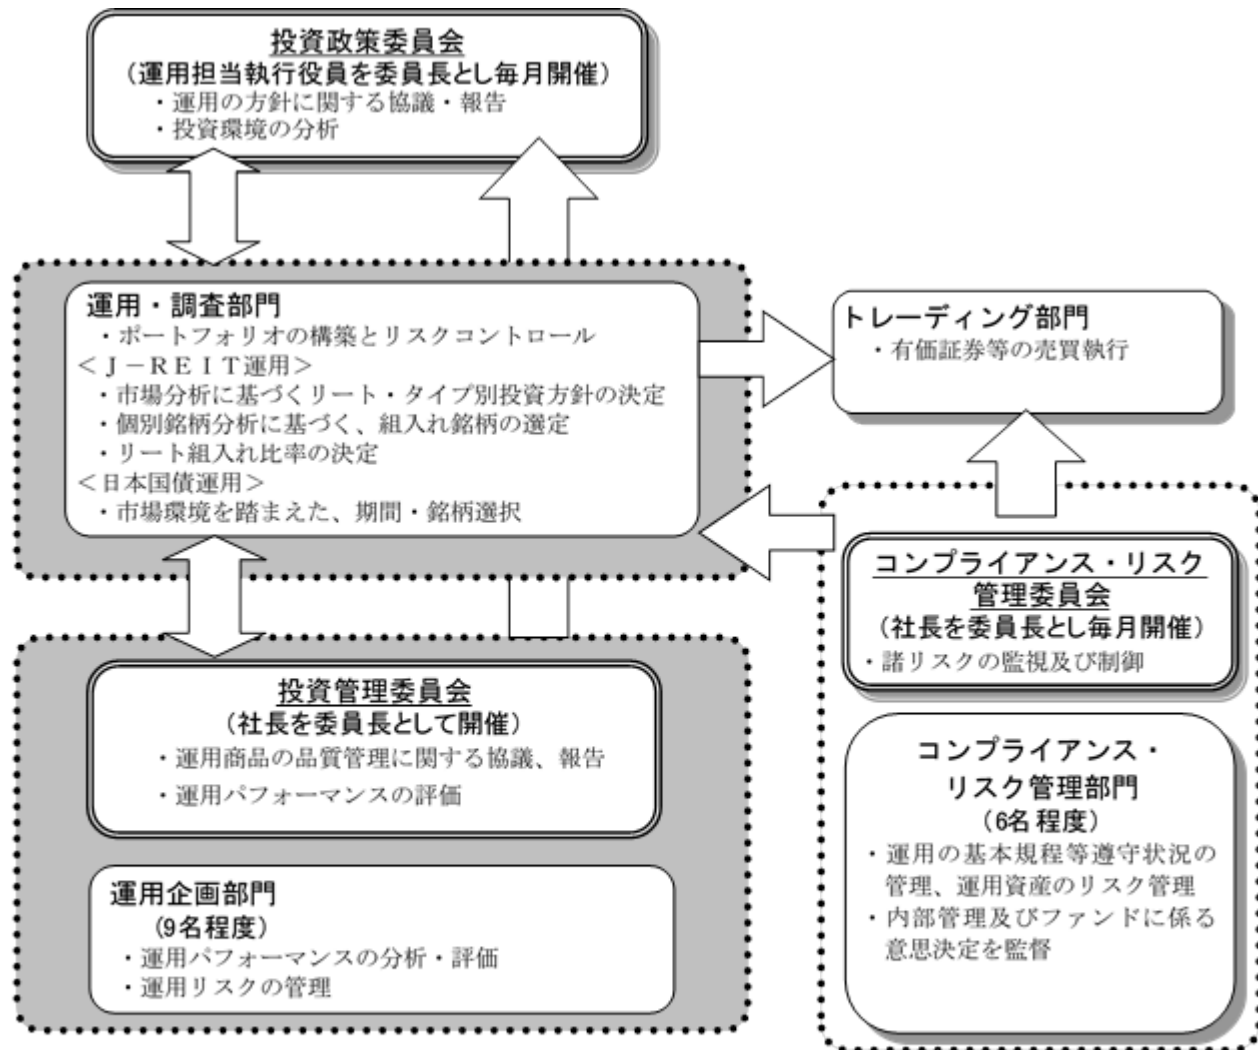 投資政策委員会
（運用担当執行役員を委員長とし毎月開催）
・運用の方針に関する協議・報告
・投資環境の分析
運用・調査部門
・ポートフォリオの構築とリスクコントロール
＜Ｊ－ＲＥＩＴ運用＞
・市場分析に基づくリート・タイプ別投資方針の決定
・個別銘柄分析に基づく、組入れ銘柄の選定
・リート組入れ比率の決定
＜日本国債運用＞
・市場環境を踏まえた、期間・銘柄選択
トレーディング部門
・有価証券等の売買執行
コンプライアンス・リスク
管理委員会
（社長を委員長とし毎月開催）
・諸リスクの監視及び制御
投資管理委員会
（社長を委員長として開催）
・運用商品の品質管理に関する協議、報告
・運用パフォーマンスの評価
運用企画部門
（9名程度）
・運用パフォーマンスの分析・評価
・運用リスクの管理
コンプライアンス・
リスク管理部門
（6名程度）
・運用の基本規程等遵守状況の
管理、運用資産のリスク管理
・内部管理及びファンドに係る
意思決定を監督